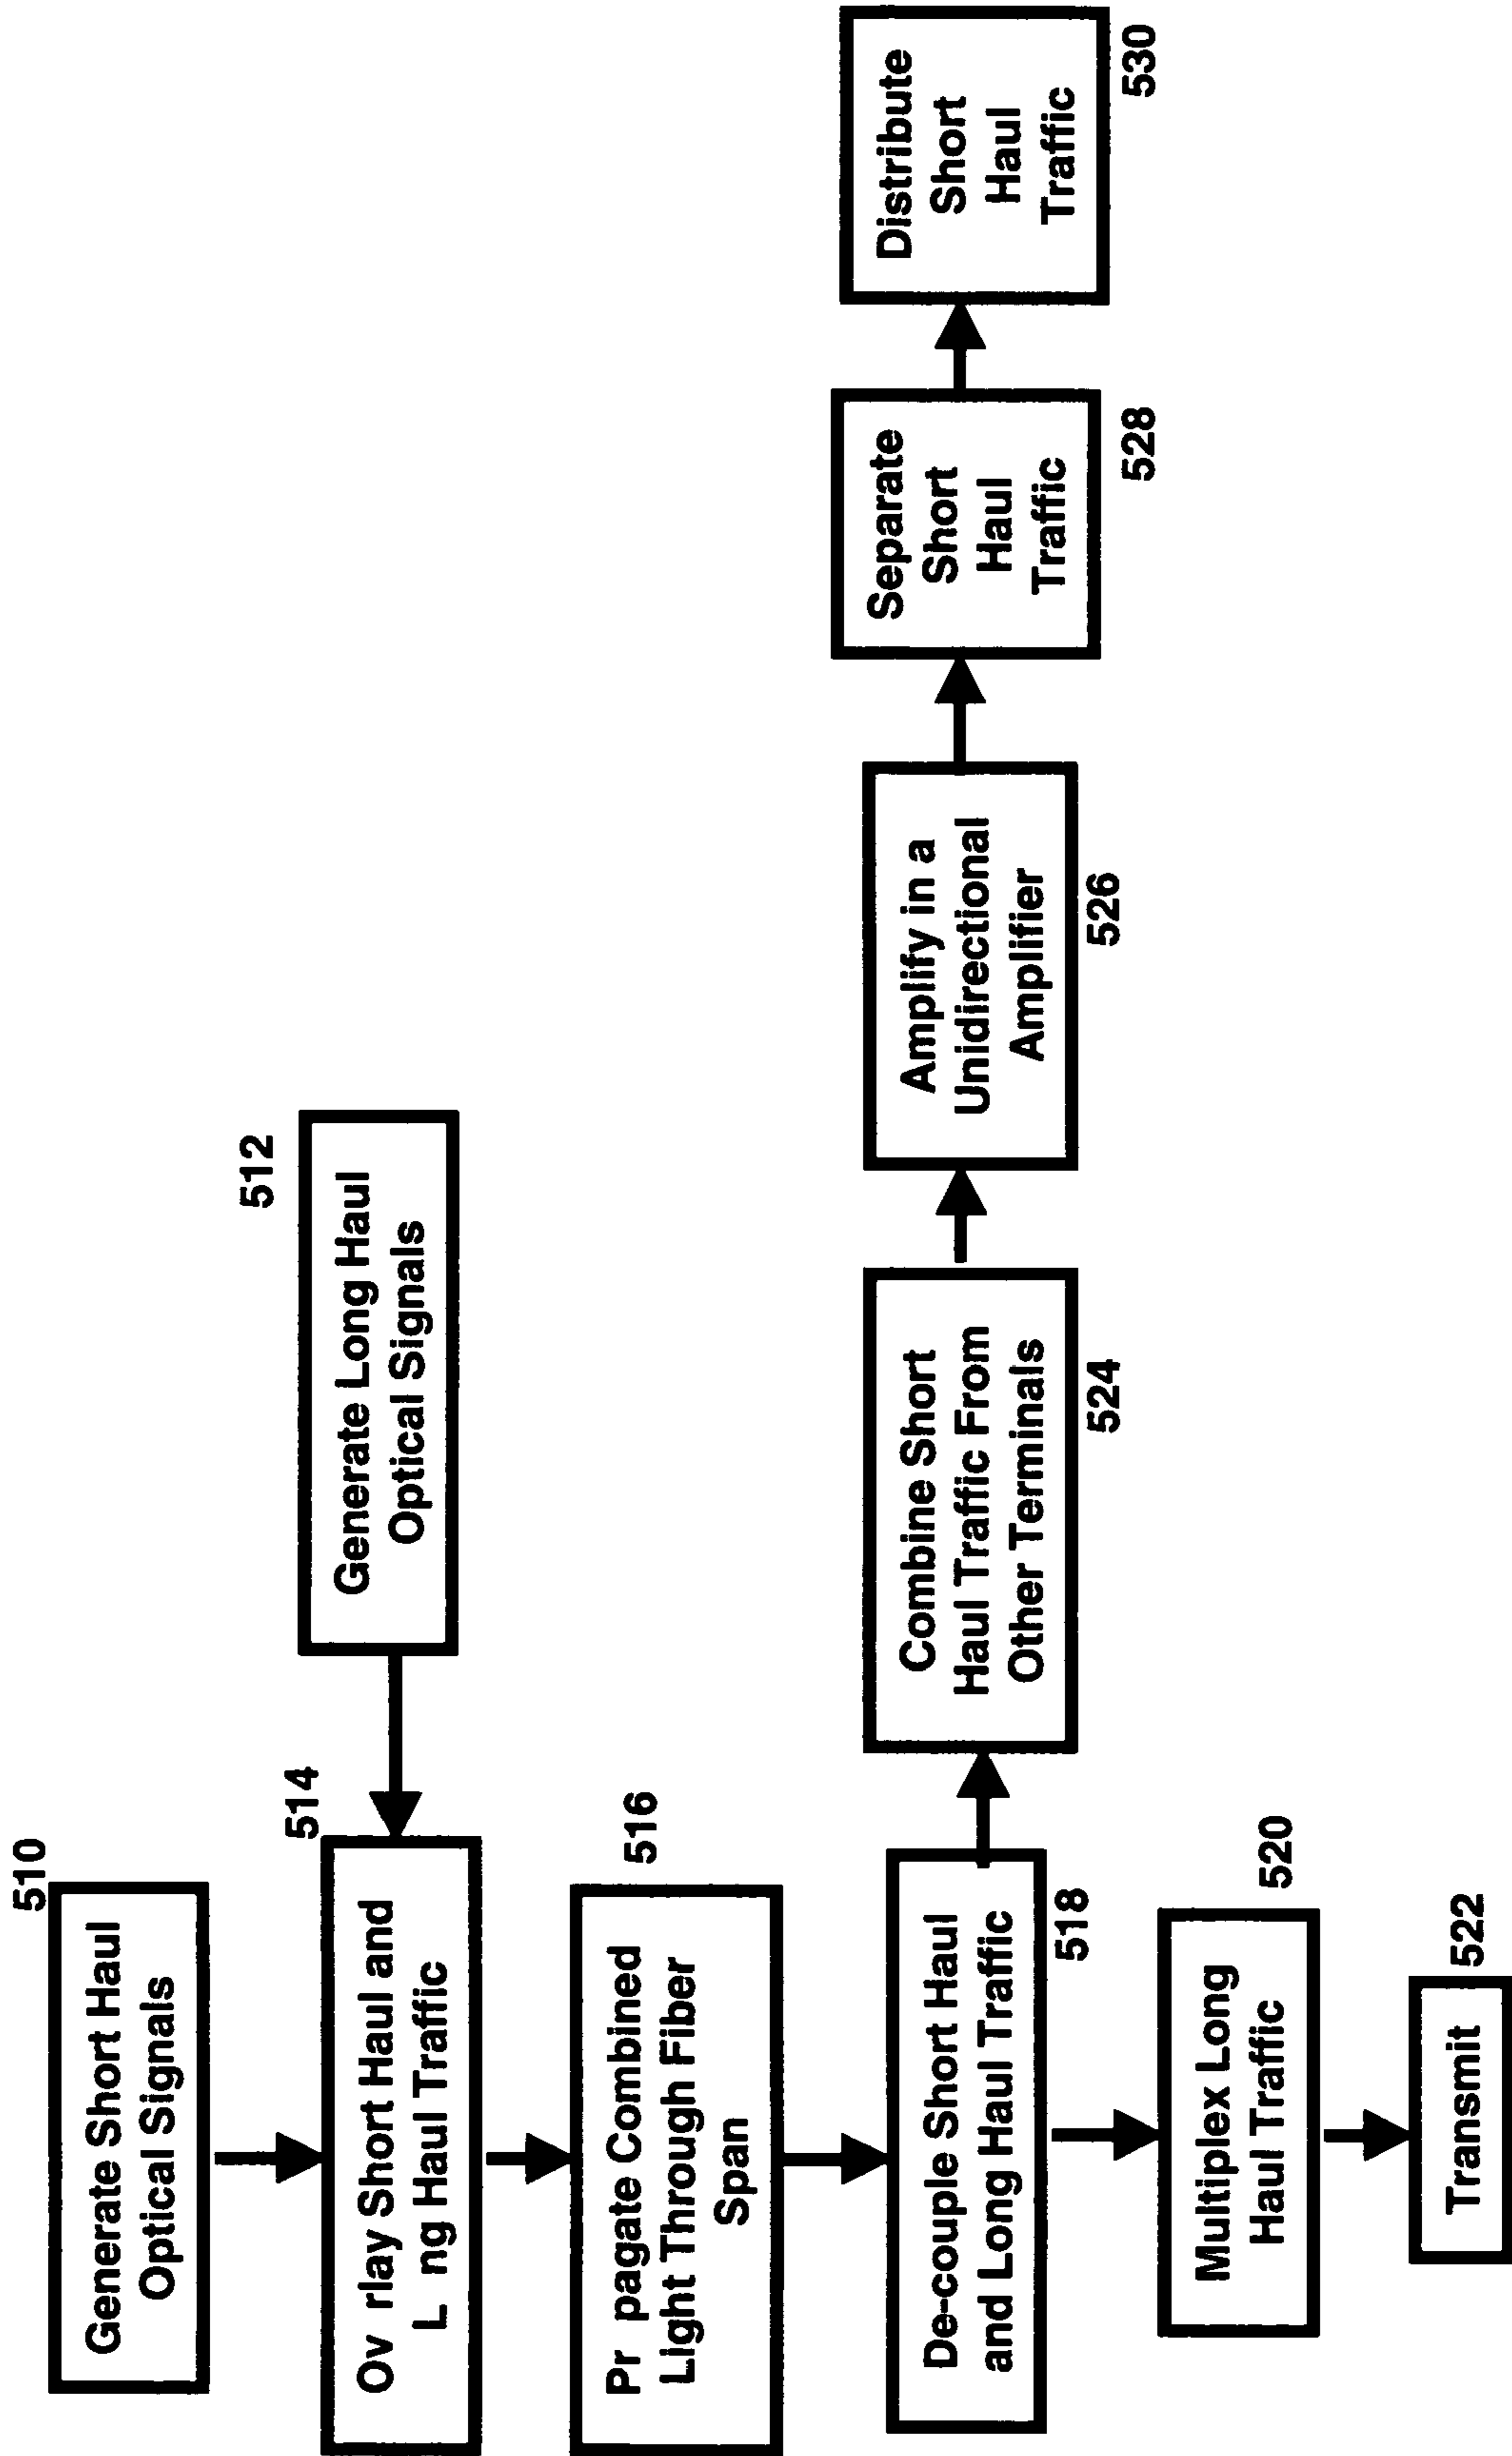 510
Generate Short Haul
Optical Signals
512
Generate Long Haul
Optical Signals
514
Ov rlay Short Haul and
L ng Haul Traffic
516
Pr pagate Combined
Light Through Fiber
Span
De-couple Short Haul
and Long Haul Traffic
518
Multiplex Long
Haul Traffic
520
Transmit
522
Combine Short
Haul Traffic From
Other Terminals
524
Amplify in a
Unidirectional
Amplifier
526
Separate
Short
Haul
Traffic
528
Distribute
Short
Haul
Traffic
530